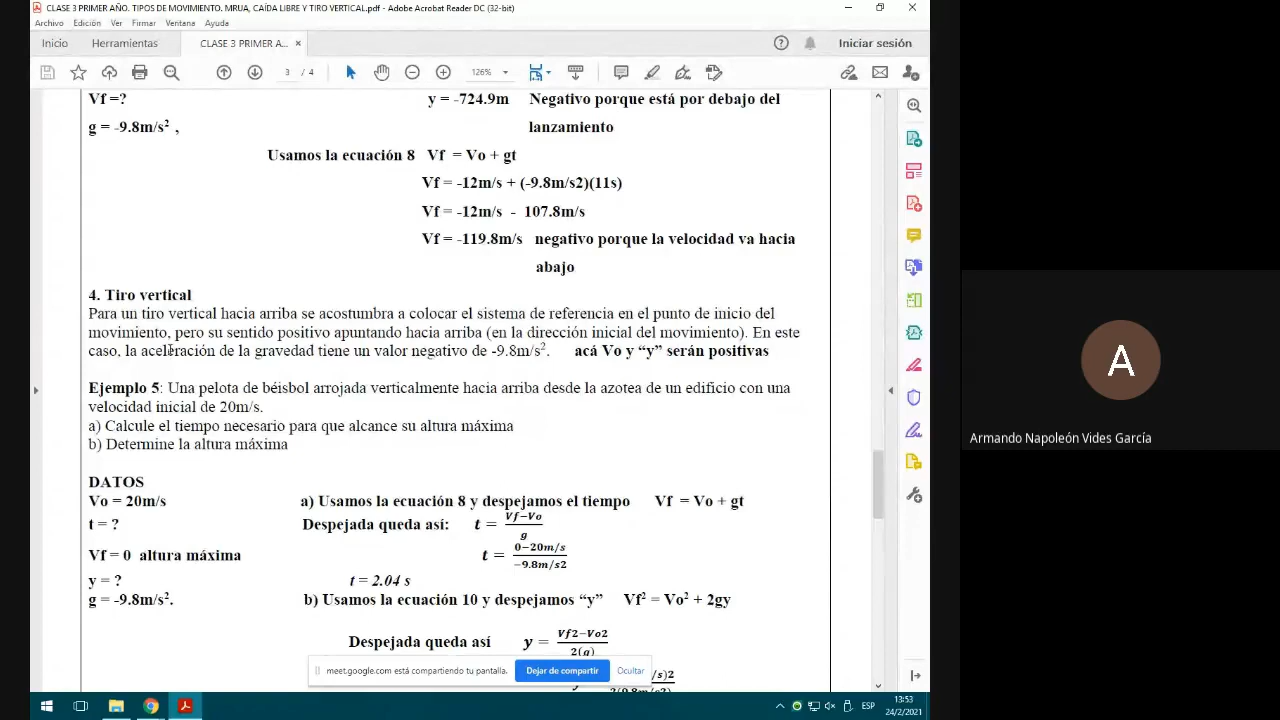 CLASE 3 PRIMER AÑO. TIPOS DE MOVIMIENTO. MRUA, CAÍDA LIBRE Y TIRO VERTICAL.pdf - Adobe Acrobat Reader DC (32-bit)
Archivo Edición Ver Firmar Ventana Ayuda
Inicio Herramientas CLASE 3 PRIMER A... × Iniciar sesión
3 / 4 126%
Vf =? y = -724.9m Negativo porque está por debajo del
g = -9.8m/s² , lanzamiento
Usamos la ecuación 8 Vf = Vo + gt
Vf = -12m/s + (-9.8m/s2)(11s)
Vf = -12m/s - 107.8m/s
Vf = -119.8m/s negativo porque la velocidad va hacia
abajo
4. Tiro vertical
Para un tiro vertical hacia arriba se acostumbra a colocar el sistema de referencia en el punto de inicio del
movimiento, pero su sentido positivo apuntando hacia arriba (en la dirección inicial del movimiento). En este
caso, la aceleración de la gravedad tiene un valor negativo de -9.8m/s². acá Vo y “y” serán positivas
Ejemplo 5: Una pelota de béisbol arrojada verticalmente hacia arriba desde la azotea de un edificio con una
velocidad inicial de 20m/s.
a) Calcule el tiempo necesario para que alcance su altura máxima
b) Determine la altura máxima
DATOS
Vo = 20m/s a) Usamos la ecuación 8 y despejamos el tiempo Vf = Vo + gt
t = ? Despejada queda así: t = Vf−Vo / g
Vf = 0 altura máxima t = 0−20m/s / −9.8m/s2
y = ? t = 2.04 s
g = -9.8m/s². b) Usamos la ecuación 10 y despejamos “y” Vf² = Vo² + 2gy
Despejada queda así y = Vf2−Vo2 / 2(g)
meet.google.com está compartiendo tu pantalla. Dejar de compartir Ocultar
/s)2
A
Armando Napoleón Vides García
ESP
13:53
24/2/2021